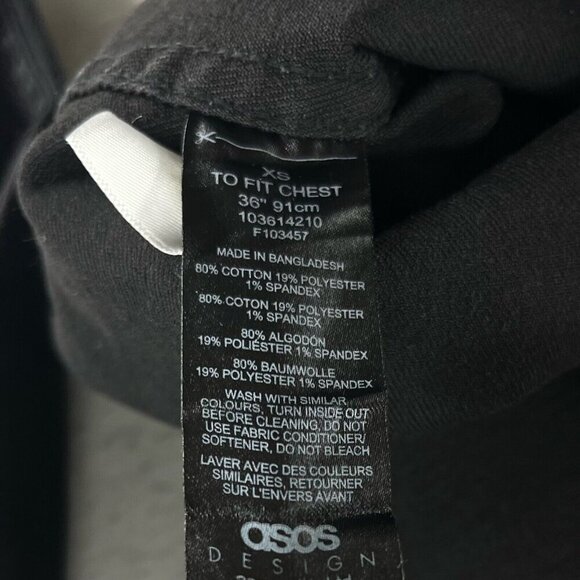 XS
TO FIT CHEST
36" 91cm
103614210
F103457
MADE IN BANGLADESH
80% COTTON 19% POLYESTER
1% SPANDEX
80% COTON 19% POLYESTER
1% SPANDEX
80% ALGODÓN
19% POLIÉSTER 1% SPANDEX
80% BAUMWOLLE
19% POLYESTER 1% SPANDEX
WASH WITH SIMILAR
COLOURS, TURN INSIDE OUT
BEFORE CLEANING, DO NOT
USE FABRIC CONDITIONER/
SOFTENER, DO NOT BLEACH
LAVER AVEC DES COULEURS
SIMILAIRES, RETOURNER
SUR L'ENVERS AVANT
asos
DESIGN